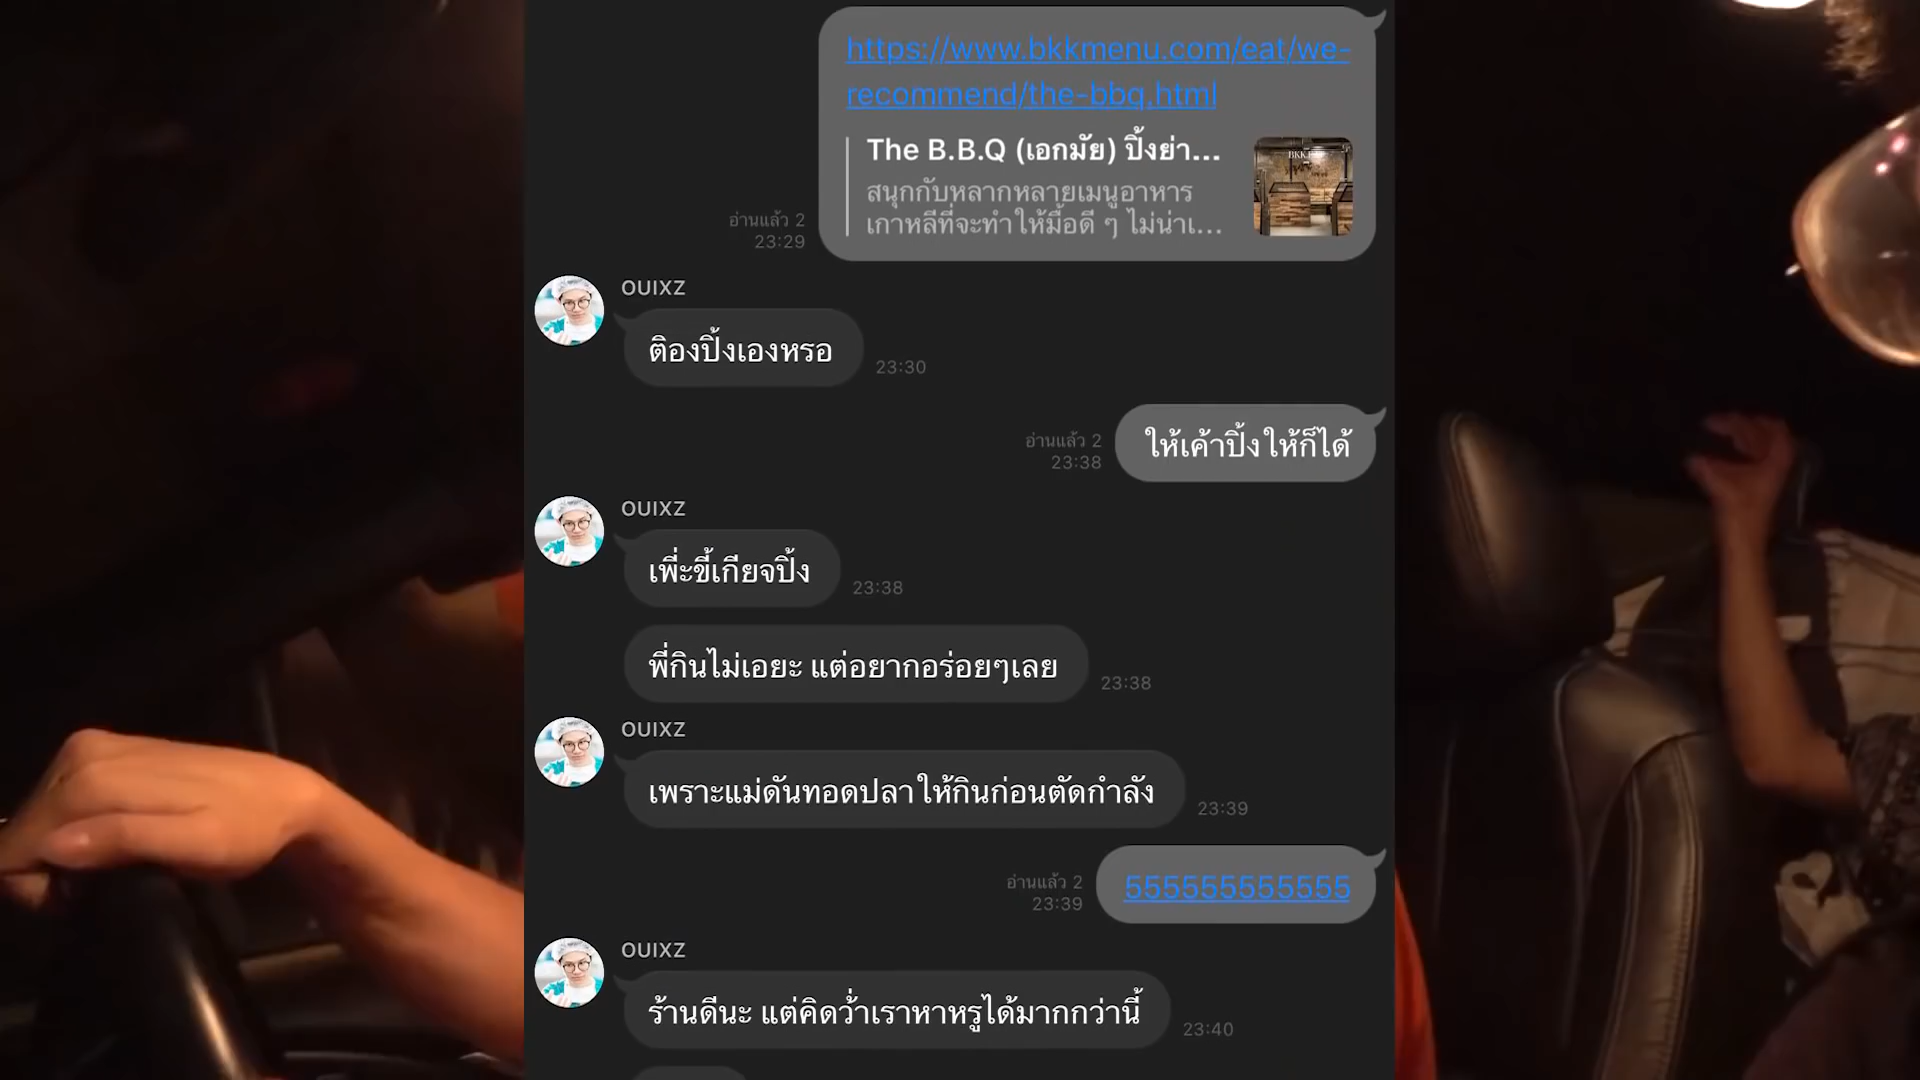 https://www.bkkmenu.com/eat/we-
recommend/the-bbq.html
The B.B.Q (เอกมัย) ปิ้งย่า...
สนุกกับหลากหลายเมนูอาหาร
เกาหลีที่จะทำให้มื้อดี ๆ ไม่น่าเ...
อ่านแล้ว 2
23:29
OUIXZ
ติองปิ้งเองหรอ
23:30
ให้เค้าปิ้งให้ก็ได้
อ่านแล้ว 2
23:38
OUIXZ
เพี่ะขี้เกียจปิ้ง
23:38
พี่กินไม่เอยะ แต่อยากอร่อยๆเลย
23:38
OUIXZ
เพราะแม่ดันทอดปลาให้กินก่อนตัดกำลัง
23:39
555555555555
อ่านแล้ว 2
23:39
OUIXZ
ร้านดีนะ แต่คิดว่้าเราหาหรูได้มากกว่านี้
23:40